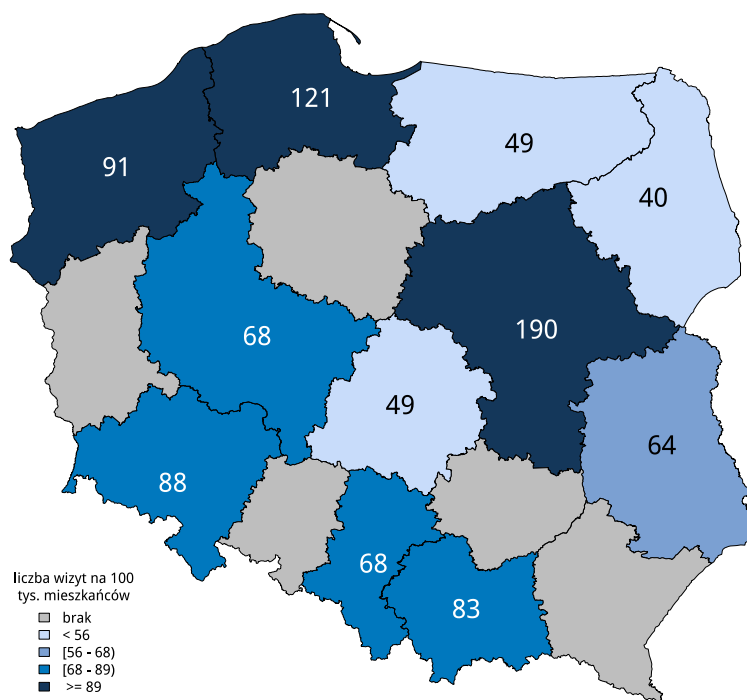 121
49
91
40
68
190
49
64
88
68
83
liczba wizyt na 100
tys. mieszkańców
brak
< 56
[56 - 68)
[68 - 89)
>= 89